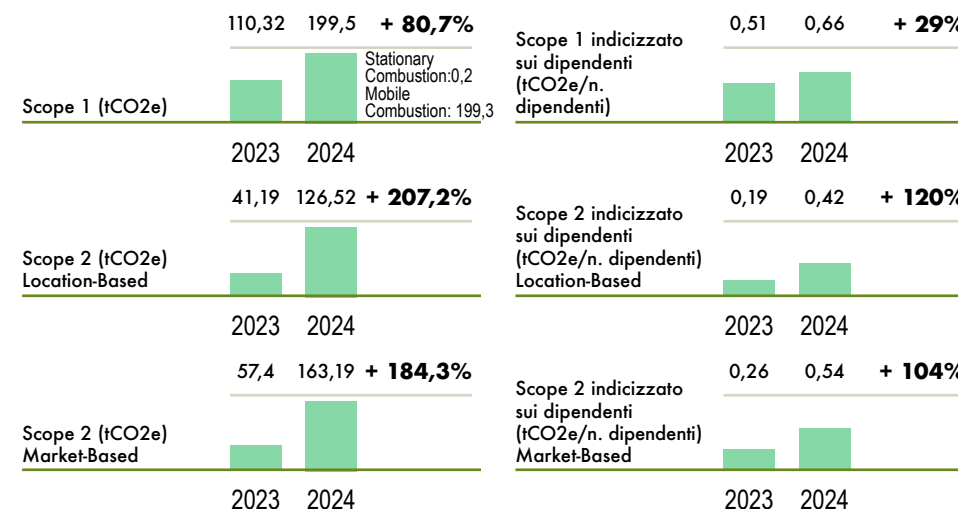 110,32 199,5 + 80,7%
Stationary
Combustion:0,2
Mobile
Combustion: 199,3
Scope 1 (tCO2e)
2023 2024
0,51 0,66 + 29%
Scope 1 indicizzato
sui dipendenti
(tCO2e/n.
dipendenti)
2023 2024
41,19 126,52 + 207,2%
Scope 2 (tCO2e)
Location-Based
2023 2024
0,19 0,42 + 120%
Scope 2 indicizzato
sui dipendenti
(tCO2e/n. dipendenti)
Location-Based
2023 2024
57,4 163,19 + 184,3%
Scope 2 (tCO2e)
Market-Based
2023 2024
0,26 0,54 + 104%
Scope 2 indicizzato
sui dipendenti
(tCO2e/n. dipendenti)
Market-Based
2023 2024